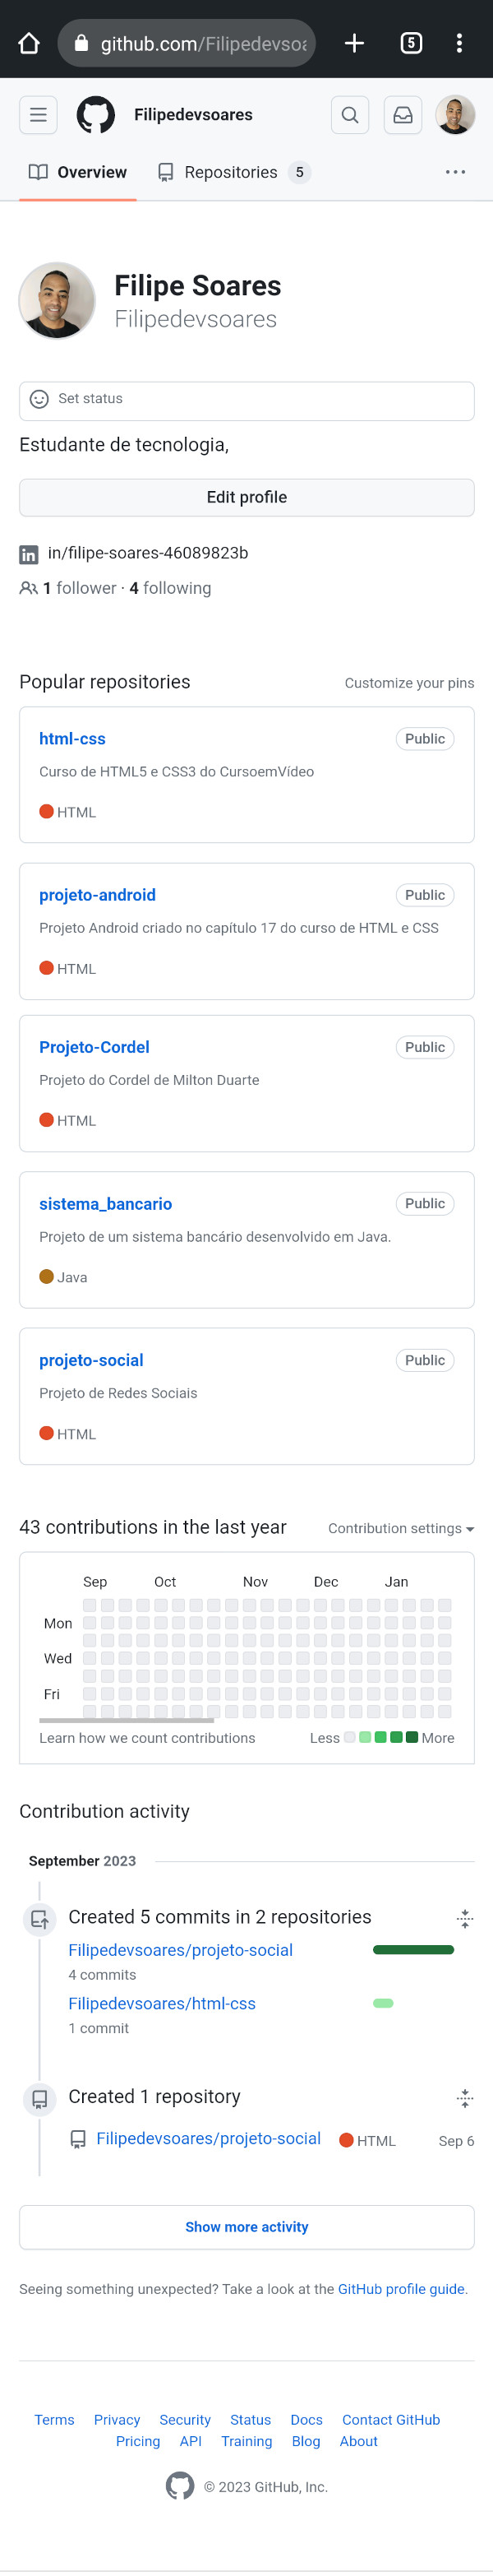 github.com/Filipedevsoa
5
Filipedevsoares
Overview
Repositories 5
Filipe Soares
Filipedevsoares
Set status
Estudante de tecnologia,
Edit profile
in/filipe-soares-46089823b
1 follower · 4 following
Popular repositories
Customize your pins
html-css
Public
Curso de HTML5 e CSS3 do CursoemVídeo
HTML
projeto-android
Public
Projeto Android criado no capítulo 17 do curso de HTML e CSS
HTML
Projeto-Cordel
Public
Projeto do Cordel de Milton Duarte
HTML
sistema_bancario
Public
Projeto de um sistema bancário desenvolvido em Java.
Java
projeto-social
Public
Projeto de Redes Sociais
HTML
43 contributions in the last year
Contribution settings
Sep Oct Nov Dec Jan
Mon
Wed
Fri
Learn how we count contributions
Less More
Contribution activity
September 2023
Created 5 commits in 2 repositories
Filipedevsoares/projeto-social
4 commits
Filipedevsoares/html-css
1 commit
Created 1 repository
Filipedevsoares/projeto-social HTML Sep 6
Show more activity
Seeing something unexpected? Take a look at the GitHub profile guide.
Terms Privacy Security Status Docs Contact GitHub
Pricing API Training Blog About
© 2023 GitHub, Inc.